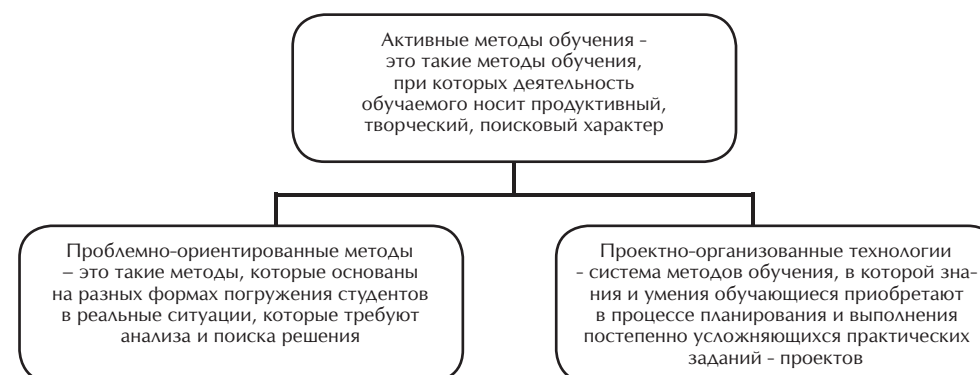 Активные методы обучения -
это такие методы обучения,
при которых деятельность
обучаемого носит продуктивный,
творческий, поисковый характер
Проблемно-ориентированные методы
– это такие методы, которые основаны
на разных формах погружения студентов
в реальные ситуации, которые требуют
анализа и поиска решения
Проектно-организованные технологии
- система методов обучения, в которой зна-
ния и умения обучающиеся приобретают
в процессе планирования и выполнения
постепенно усложняющихся практических
заданий - проектов